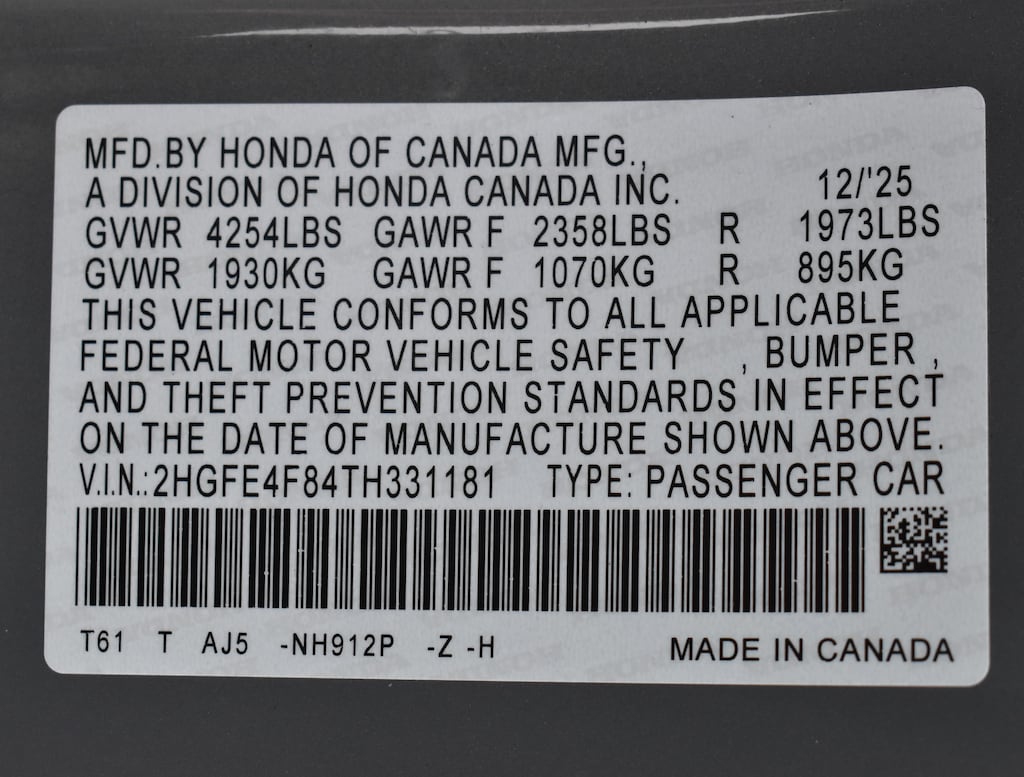 MFD.BY HONDA OF CANADA MFG.,
A DIVISION OF HONDA CANADA INC. 12/'25
GVWR 4254LBS GAWR F 2358LBS R 1973LBS
GVWR 1930KG GAWR F 1070KG R 895KG
THIS VEHICLE CONFORMS TO ALL APPLICABLE
FEDERAL MOTOR VEHICLE SAFETY , BUMPER ,
AND THEFT PREVENTION STANDARDS IN EFFECT
ON THE DATE OF MANUFACTURE SHOWN ABOVE.
V.I.N.:2HGFE4F84TH331181 TYPE: PASSENGER CAR
T61 T AJ5 -NH912P -Z -H MADE IN CANADA